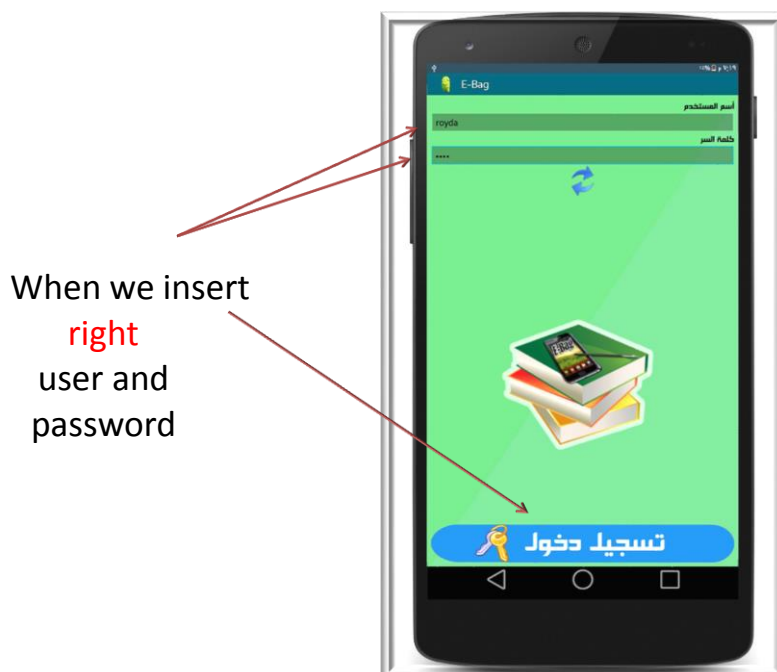 E-Bag
أسم المستخدم
royda
كلمة السر
••••
When we insert
right
user and
password
تسجيل دخول